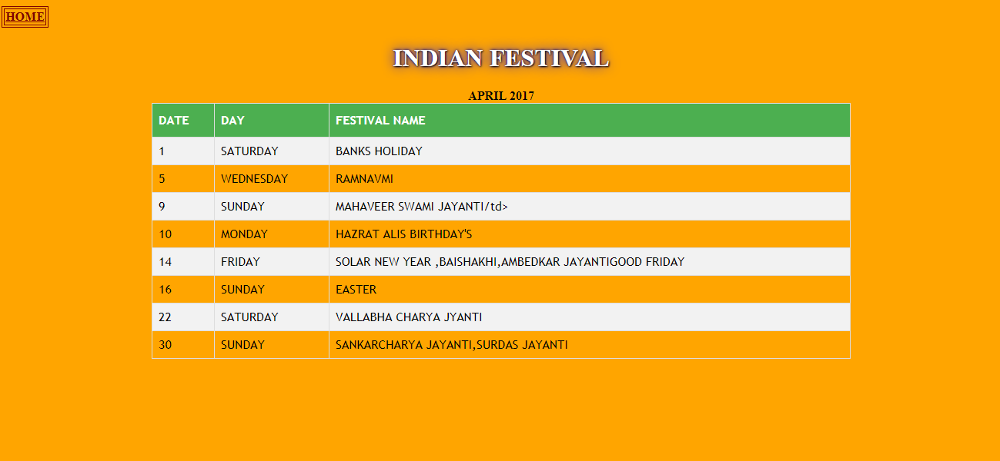 HOME
INDIAN FESTIVAL
APRIL 2017
DATE DAY FESTIVAL NAME
1 SATURDAY BANKS HOLIDAY
5 WEDNESDAY RAMNAVMI
9 SUNDAY MAHAVEER SWAMI JAYANTI/td>
10 MONDAY HAZRAT ALIS BIRTHDAY'S
14 FRIDAY SOLAR NEW YEAR ,BAISHAKHI,AMBEDKAR JAYANTIGOOD FRIDAY
16 SUNDAY EASTER
22 SATURDAY VALLABHA CHARYA JYANTI
30 SUNDAY SANKARCHARYA JAYANTI,SURDAS JAYANTI